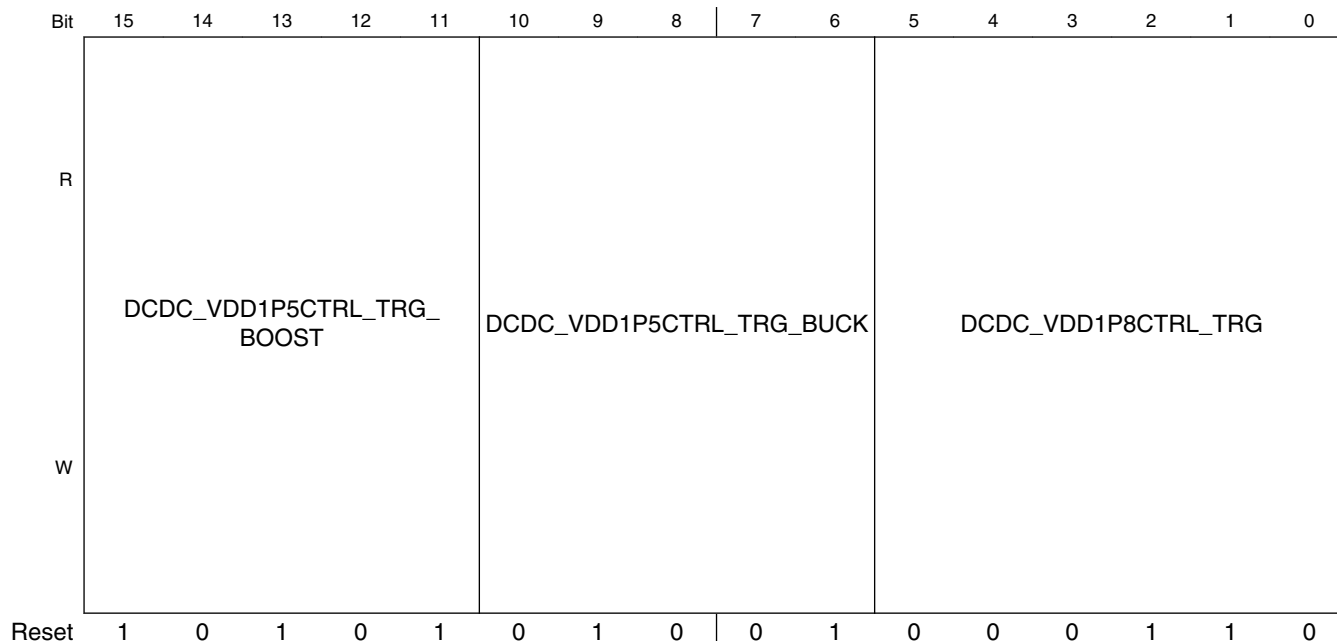 Bit 15 14 13 12 11 10 9 8 7 6 5 4 3 2 1 0
R
DCDC_VDD1P5CTRL_TRG_
BOOST
DCDC_VDD1P5CTRL_TRG_BUCK
DCDC_VDD1P8CTRL_TRG
W
Reset 1 0 1 0 1 0 1 0 0 1 0 0 0 1 1 0